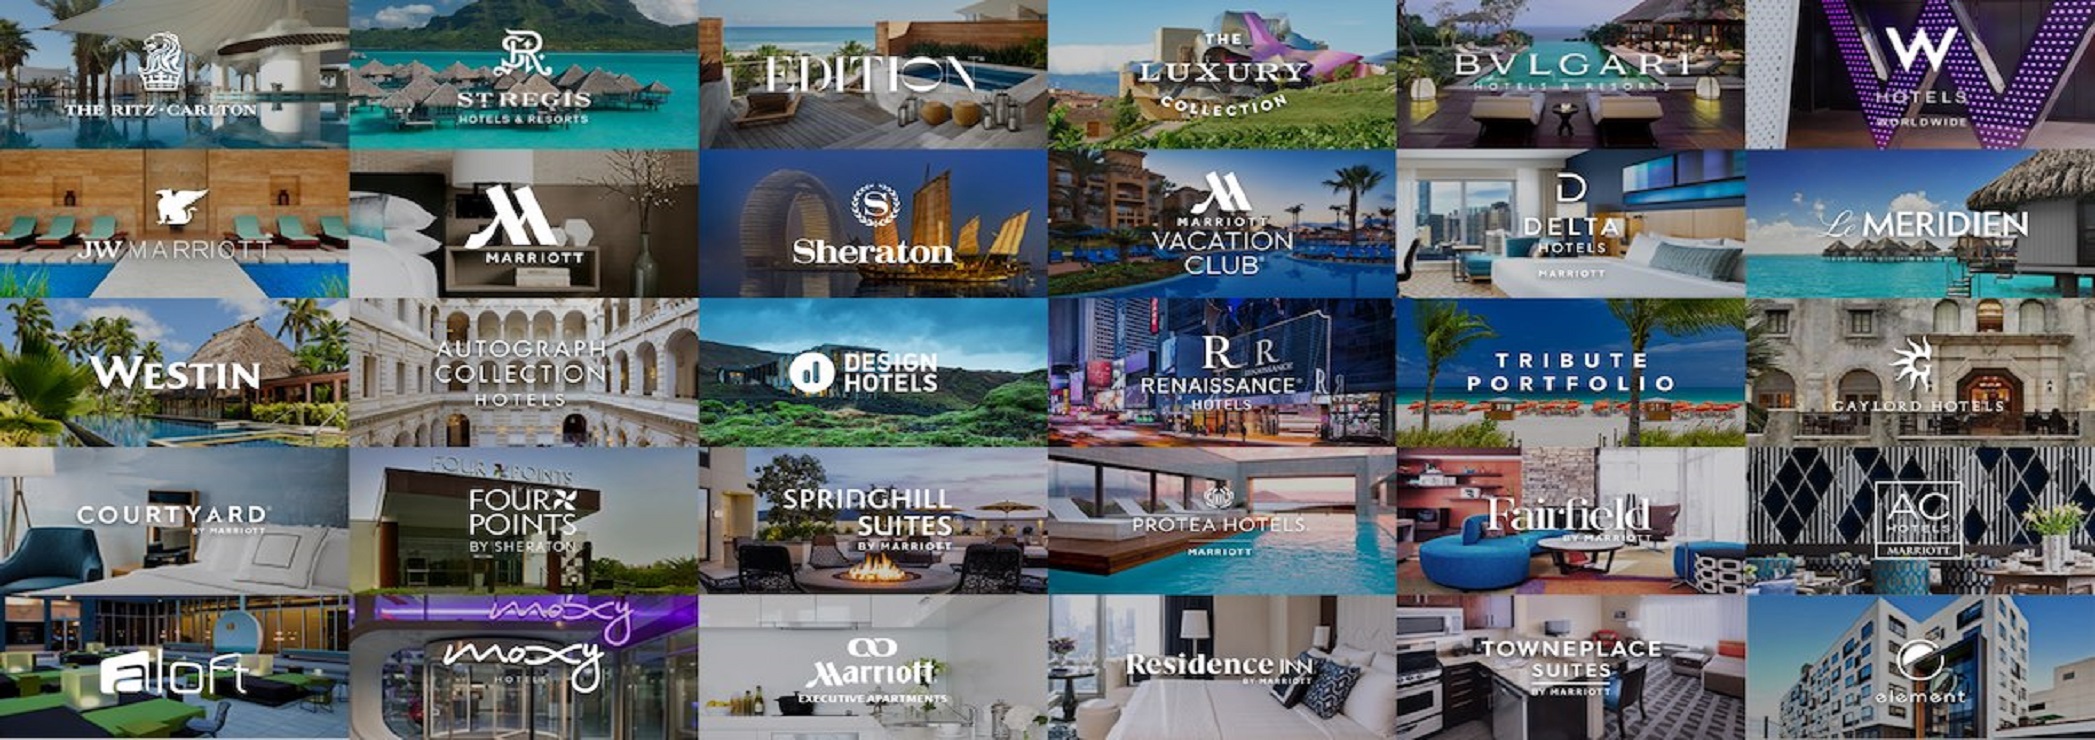 THE RITZ·CARLTON
STREGIS
HOTELS & RESORTS
EDITION
THE
LUXURY
COLLECTION
BVLGARI
HOTELS & RESORTS
W
HOTELS
WORLDWIDE
JW MARRIOTT
MARRIOTT
S
Sheraton
MARRIOTT
VACATION
CLUB®
D
DELTA
HOTELS
MARRIOTT
Le MERIDIEN
WESTIN
AUTOGRAPH
COLLECTION
HOTELS
DESIGN
HOTELS
R R
RENAISSANCE
RENAISSANCE®
HOTELS
TRIBUTE
PORTFOLIO
GAYLORD HOTELS
COURTYARD®
BY MARRIOTT
FOUR POINTS
FOUR
POINTS
BY SHERATON
SPRINGHILL
SUITES
BY MARRIOTT
PROTEA HOTELS.
MARRIOTT
Fairfield
BY MARRIOTT
AC
HOTELS
MARRIOTT
aloft
moxy
moxy
HOTELS
Marriott
EXECUTIVE APARTMENTS
Residence INN
BY MARRIOTT
TOWNEPLACE
SUITES
BY MARRIOTT
element